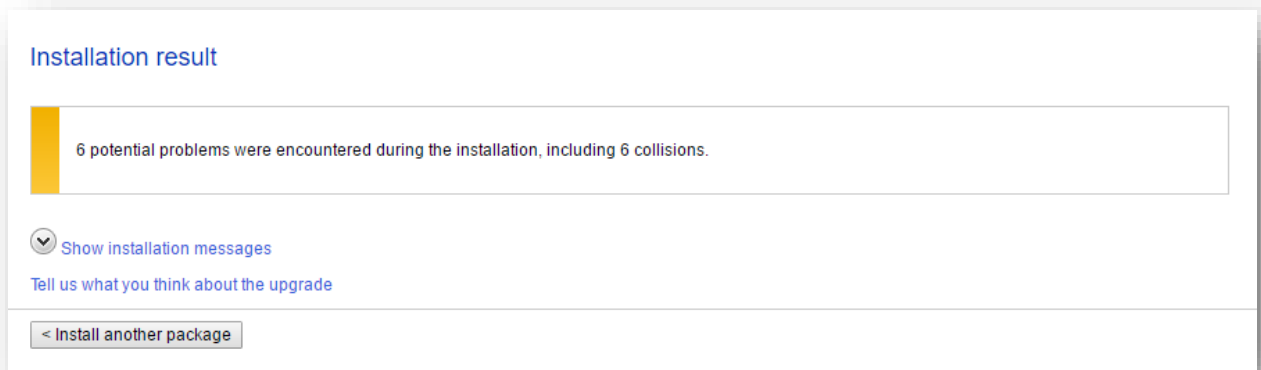 Installation result
6 potential problems were encountered during the installation, including 6 collisions.
Show installation messages
Tell us what you think about the upgrade
< Install another package